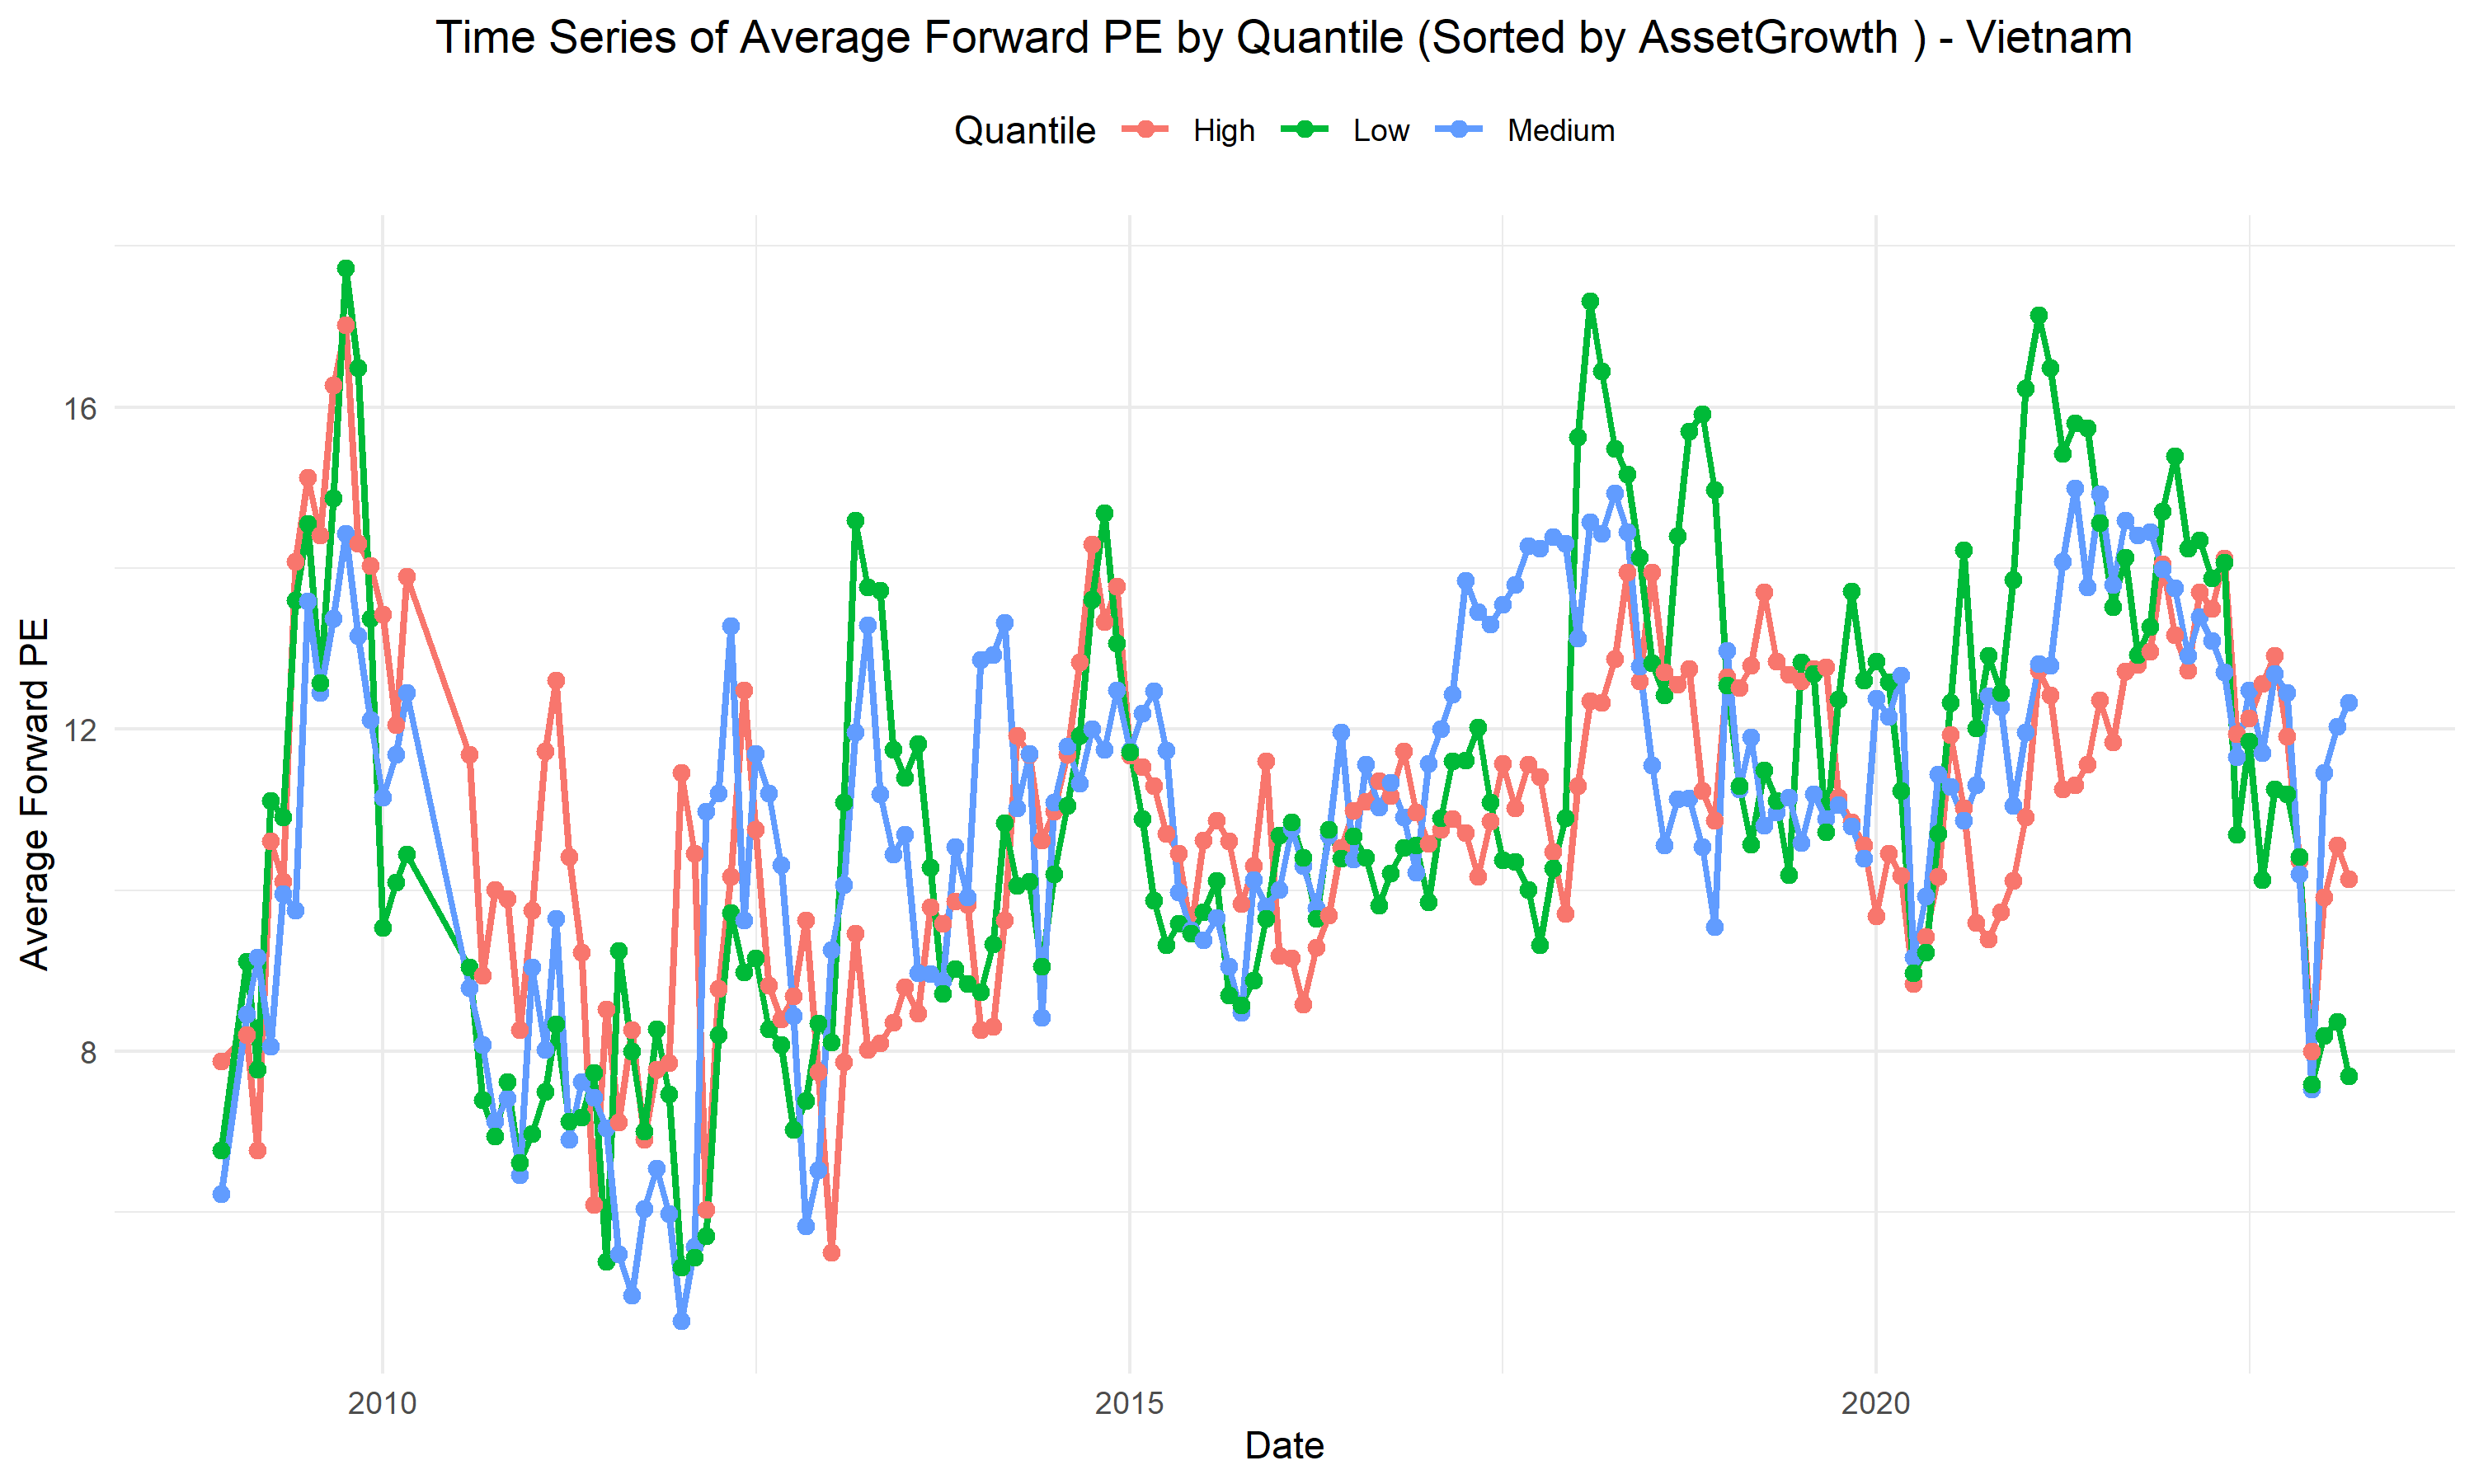 Time Series of Average Forward PE by Quantile (Sorted by AssetGrowth ) - Vietnam
Quantile High Low Medium
Average Forward PE
16
12
8
2010 2015 2020
Date